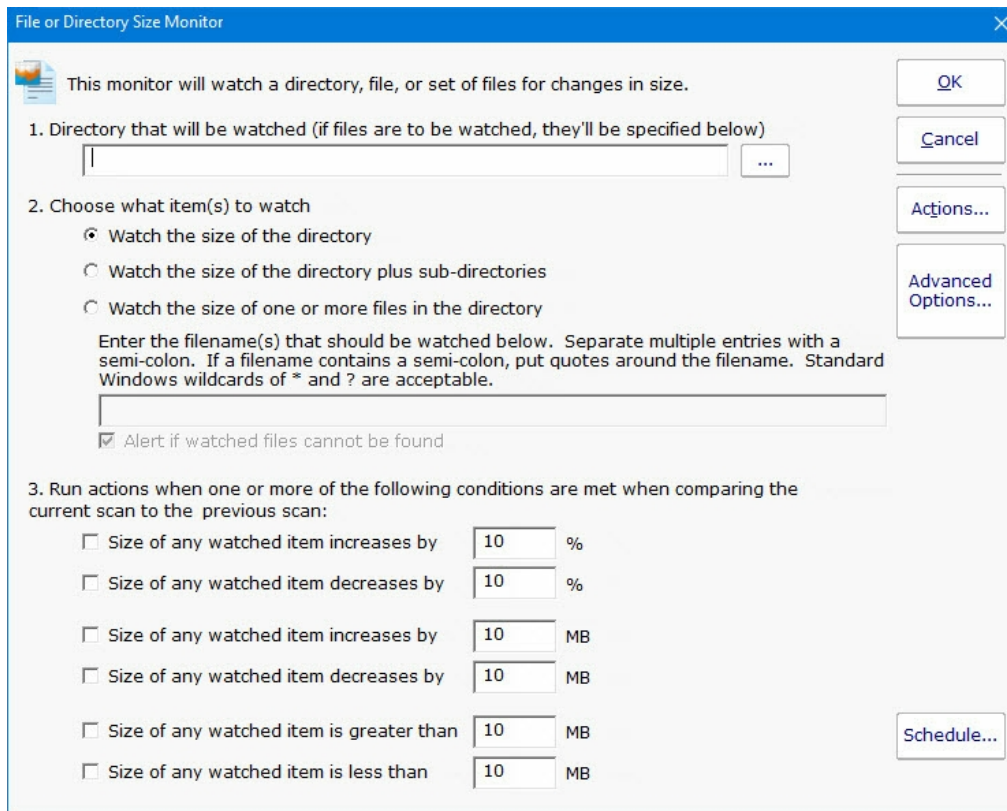 File or Directory Size Monitor
This monitor will watch a directory, file, or set of files for changes in size.
OK
1. Directory that will be watched (if files are to be watched, they'll be specified below)
Cancel
...
2. Choose what item(s) to watch
Actions...
Watch the size of the directory
Watch the size of the directory plus sub-directories
Advanced
Options...
Watch the size of one or more files in the directory
Enter the filename(s) that should be watched below.  Separate multiple entries with a
semi-colon.  If a filename contains a semi-colon, put quotes around the filename.  Standard
Windows wildcards of * and ? are acceptable.
Alert if watched files cannot be found
3. Run actions when one or more of the following conditions are met when comparing the
current scan to the previous scan:
Size of any watched item increases by 10 %
Size of any watched item decreases by 10 %
Size of any watched item increases by 10 MB
Size of any watched item decreases by 10 MB
Size of any watched item is greater than 10 MB
Schedule...
Size of any watched item is less than 10 MB